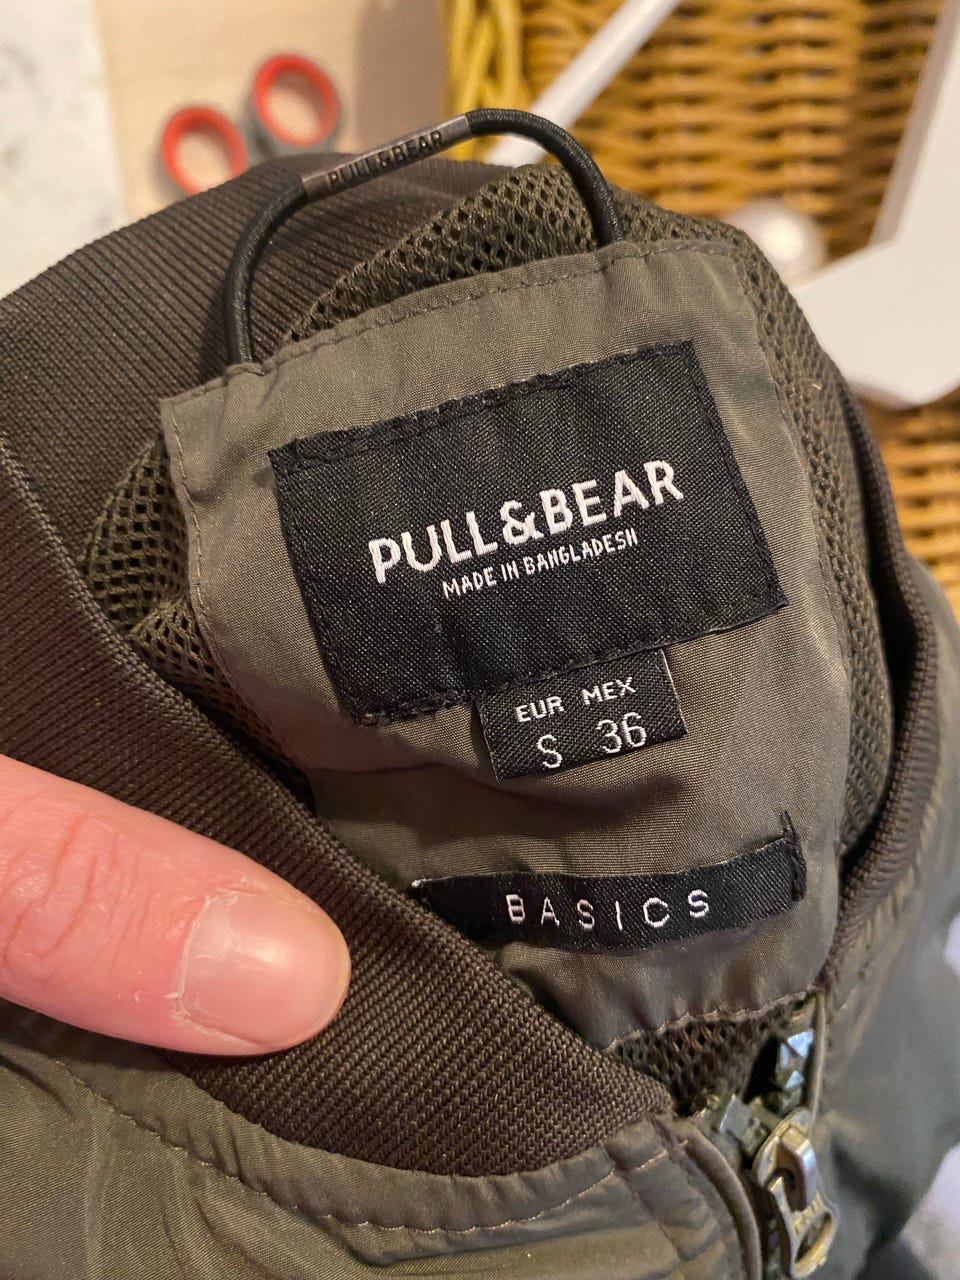 PULL&BEAR
PULL&BEAR
MADE IN BANGLADESH
EUR MEX
S 36
BASICS